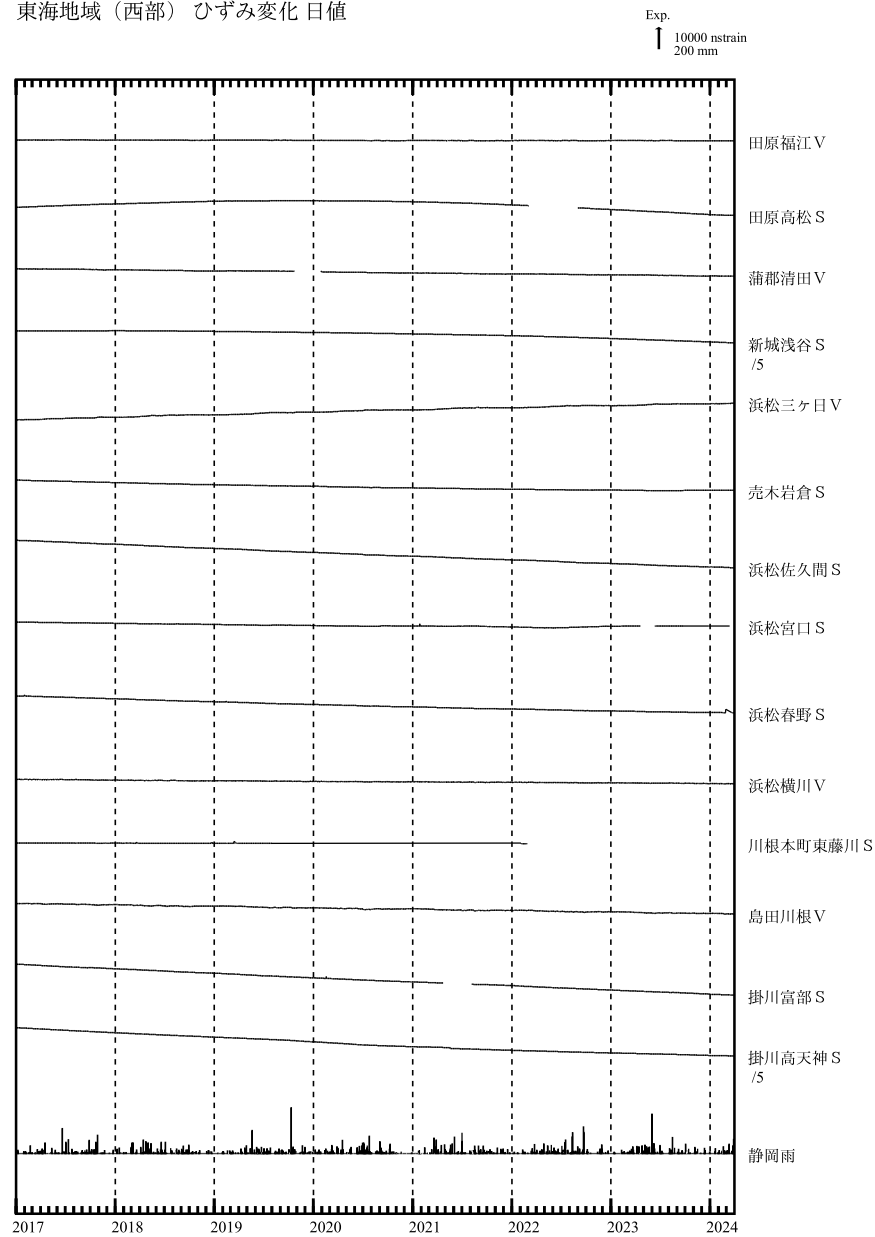 東海地域（西部） ひずみ変化 日値
Exp.
10000 nstrain
200 mm
田原福江Ｖ
田原高松Ｓ
蒲郡清田Ｖ
新城浅谷Ｓ
/5
浜松三ヶ日Ｖ
売木岩倉Ｓ
浜松佐久間Ｓ
浜松宮口Ｓ
浜松春野Ｓ
浜松横川Ｖ
川根本町東藤川Ｓ
島田川根Ｖ
掛川富部Ｓ
掛川高天神Ｓ
/5
静岡雨
2017 2018 2019 2020 2021 2022 2023 2024